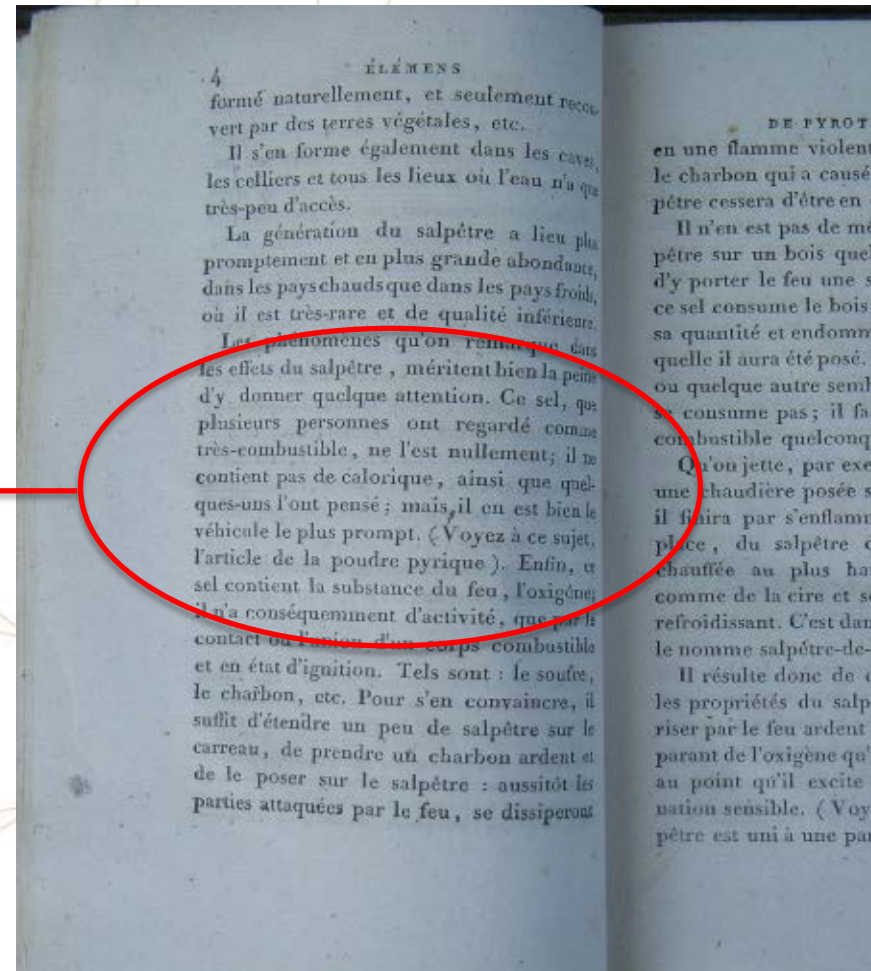 4 ÉLÉMENS
formé naturellement, et seulement
vert par des terres végétales, etc.
Il s'en forme également dans les caves,
les celliers et tous les lieux où l'eau n'a que
très-peu d'accès.
La génération du salpêtre a lieu plus
promptement et en plus grande abondance,
dans les pays chauds que dans les pays froids,
où il est très-rare et de qualité inférieure.
Les phénomènes qu'on remarque dans
les effets du salpêtre, méritent bien la peine
d'y donner quelque attention. Ce sel, que
plusieurs personnes ont regardé comme
très-combustible, ne l'est nullement; il ne
contient pas de calorique, ainsi que quel-
ques-uns l'ont pensé; mais, il en est bien le
véhicule le plus prompt. (Voyez à ce sujet,
l'article de la poudre pyrique). Enfin, ce
sel contient la substance du feu, l'oxigène;
il n'a conséquemment d'activité, que par le
contact ou l'union d'un corps combustible
et en état d'ignition. Tels sont : le soufre,
le charbon, etc. Pour s'en convaincre, il
suffit d'étendre un peu de salpêtre sur le
carreau, de prendre un charbon ardent et
de le poser sur le salpêtre : aussitôt les
parties attaquées par le feu, se dissiperont
DE PYROT
en une flamme violent
le charbon qui a causé
pêtre cessera d'être en
Il n'en est pas de mê
pêtre sur un bois quel
d'y porter le feu une s
ce sel consume le bois
sa quantité et endomm
quelle il aura été posé.
ou quelque autre semb
se consume pas; il fa
combustible quelconq
Qu'on jette, par exe
une chaudière posée s
il finira par s'enflamm
place, du salpêtre
chauffée au plus ha
comme de la cire et se
refroidissant. C'est dan
le nomme salpêtre-de-
Il résulte donc de
les propriétés du salp
riser par le feu ardent
parant de l'oxigène qu'
au point qu'il excite
nation sensible. (Voy
pêtre est uni à une par